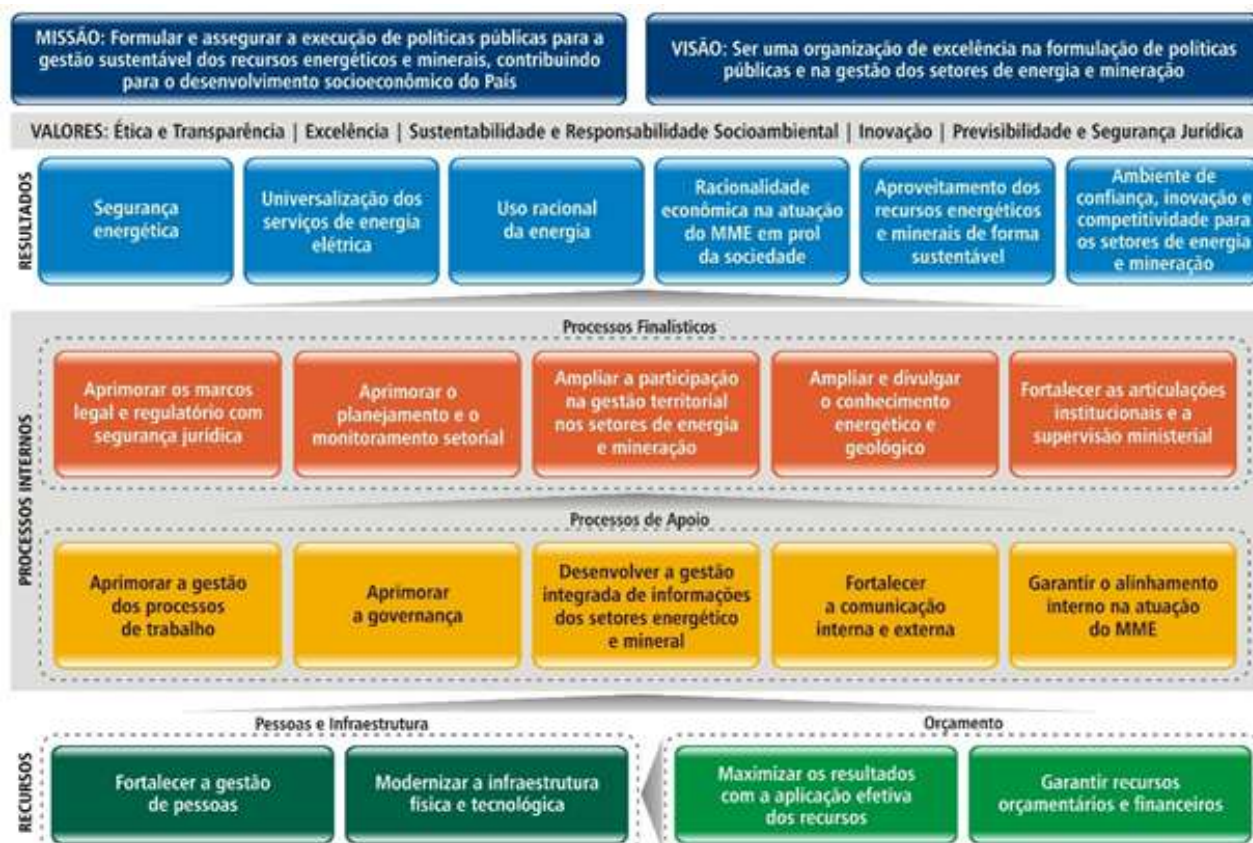 MISSÃO: Formular e assegurar a execução de políticas públicas para a
gestão sustentável dos recursos energéticos e minerais, contribuindo
para o desenvolvimento socioeconômico do País
VISÃO: Ser uma organização de excelência na formulação de políticas
públicas e na gestão dos setores de energia e mineração
VALORES: Ética e Transparência | Excelência | Sustentabilidade e Responsabilidade Socioambiental | Inovação | Previsibilidade e Segurança Jurídica
RESULTADOS
Segurança
energética
Universalização dos
serviços de energia
elétrica
Uso racional
da energia
Racionalidade
econômica na atuação
do MME em prol
da sociedade
Aproveitamento dos
recursos energéticos
e minerais de forma
sustentável
Ambiente de
confiança, inovação e
competitividade para
os setores de energia
e mineração
PROCESSOS INTERNOS
Processos Finalísticos
Aprimorar os marcos
legal e regulatório com
segurança jurídica
Aprimorar o
planejamento e o
monitoramento setorial
Ampliar a participação
na gestão territorial
nos setores de energia
e mineração
Ampliar e divulgar
o conhecimento
energético e
geológico
Fortalecer as articulações
institucionais e a
supervisão ministerial
Processos de Apoio
Aprimorar a gestão
dos processos
de trabalho
Aprimorar
a governança
Desenvolver a gestão
integrada de informações
dos setores energético
e mineral
Fortalecer
a comunicação
interna e externa
Garantir o alinhamento
interno na atuação
do MME
RECURSOS
Pessoas e Infraestrutura
Fortalecer a gestão
de pessoas
Modernizar a infraestrutura
física e tecnológica
Orçamento
Maximizar os resultados
com a aplicação efetiva
dos recursos
Garantir recursos
orçamentários e financeiros